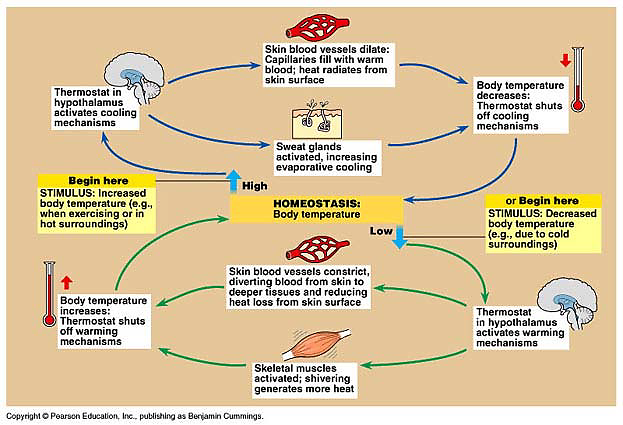 Skin blood vessels dilate:
Capillaries fill with warm
blood; heat radiates from
skin surface
Thermostat in
hypothalamus
activates cooling
mechanisms
Body temperature
decreases:
Thermostat shuts
off cooling
mechanisms
Sweat glands
activated, increasing
evaporative cooling
Begin here
STIMULUS: Increased
body temperature (e.g.,
when exercising or in
hot surroundings)
High
HOMEOSTASIS:
Body temperature
Low
or Begin here
STIMULUS: Decreased
body temperature
(e.g., due to cold
surroundings)
Skin blood vessels constrict,
diverting blood from skin to
deeper tissues and reducing
heat loss from skin surface
Body temperature
increases:
Thermostat shuts
off warming
mechanisms
Thermostat
in hypothalamus
activates warming
mechanisms
Skeletal muscles
activated; shivering
generates more heat
Copyright © Pearson Education, Inc., publishing as Benjamin Cummings.